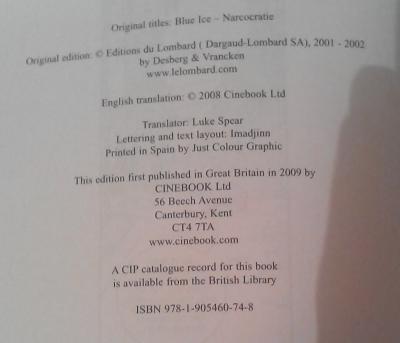 Original titles: Blue Ice – Narcocratie
Original edition: © Editions du Lombard ( Dargaud-Lombard SA), 2001 - 2002
by Desberg & Vrancken
www.lelombard.com
English translation: © 2008 Cinebook Ltd
Translator: Luke Spear
Lettering and text layout: Imadjinn
Printed in Spain by Just Colour Graphic
This edition first published in Great Britain in 2009 by
CINEBOOK Ltd
56 Beech Avenue
Canterbury, Kent
CT4 7TA
www.cinebook.com
A CIP catalogue record for this book
is available from the British Library
ISBN 978-1-905460-74-8